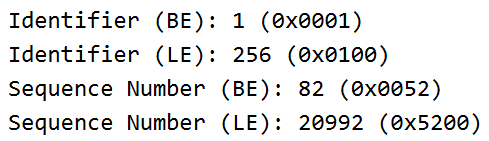 Identifier (BE): 1 (0x0001)
Identifier (LE): 256 (0x0100)
Sequence Number (BE): 82 (0x0052)
Sequence Number (LE): 20992 (0x5200)